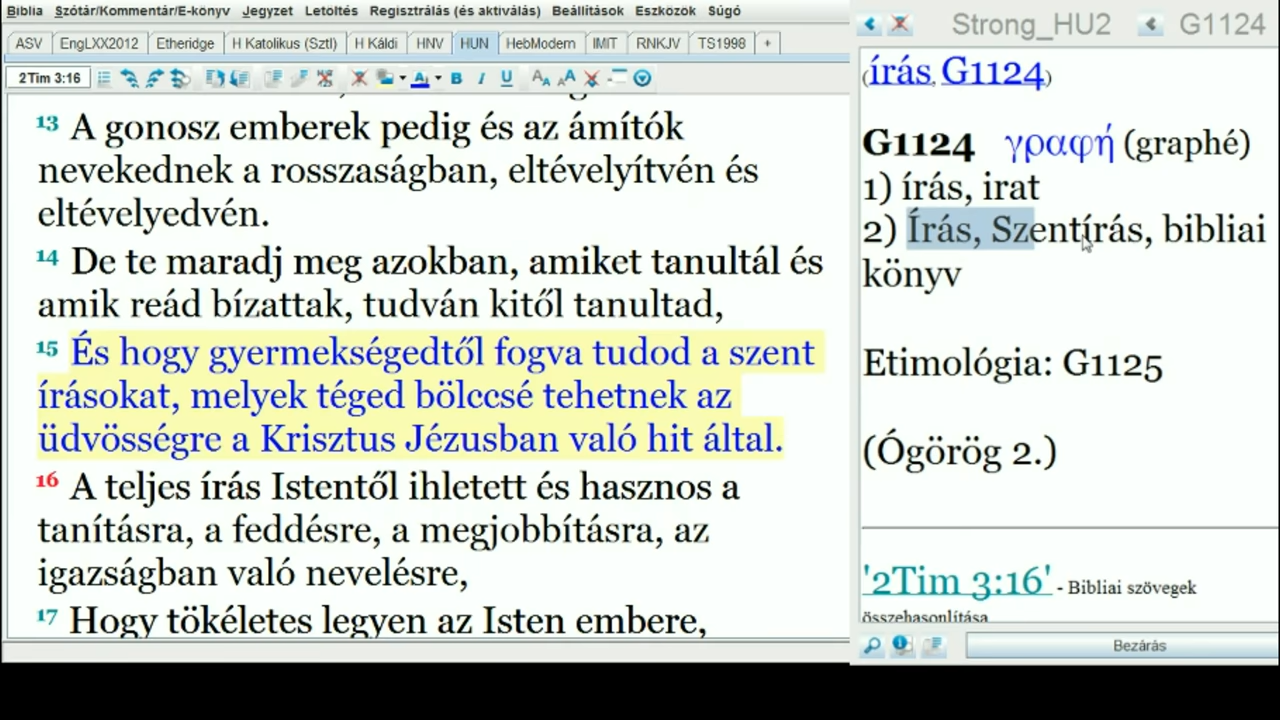 Biblia Szótár/Kommentár/E-könyv Jegyzet Letöltés Regisztrálás (és aktiválás) Beállítások Eszközök Súgó
ASV EngLXX2012 Etheridge H Katolikus (Sztl) H Káldi HNV HUN HebModern IMIT RNKJV TS1998 +
2Tim 3:16
13 A gonosz emberek pedig és az ámítók
nevekednek a rosszaságban, eltévelyítvén és
eltévelyedvén.
14 De te maradj meg azokban, amiket tanultál és
amik reád bízattak, tudván kitől tanultad,
15 És hogy gyermekségedtől fogva tudod a szent
írásokat, melyek téged bölccsé tehetnek az
üdvösségre a Krisztus Jézusban való hit által.
16 A teljes írás Istentől ihletett és hasznos a
tanításra, a feddésre, a megjobbításra, az
igazságban való nevelésre,
17 Hogy tökéletes legyen az Isten embere,
Strong_HU2 G1124
(írás, G1124)
G1124 γραφή (graphé)
1) írás, irat
2) Írás, Szentírás, bibliai
könyv
Etimológia: G1125
(Ógörög 2.)
'2Tim 3:16' - Bibliai szövegek
összehasonlítása
Bezárás